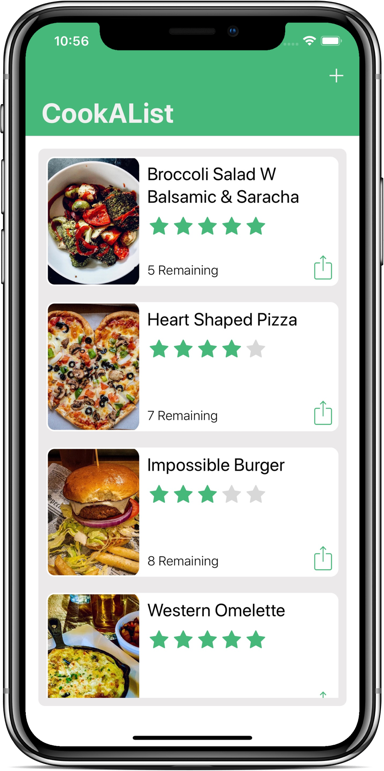 10:56
CookAList
Broccoli Salad W
Balsamic & Saracha
5 Remaining
Heart Shaped Pizza
7 Remaining
Impossible Burger
8 Remaining
Western Omelette